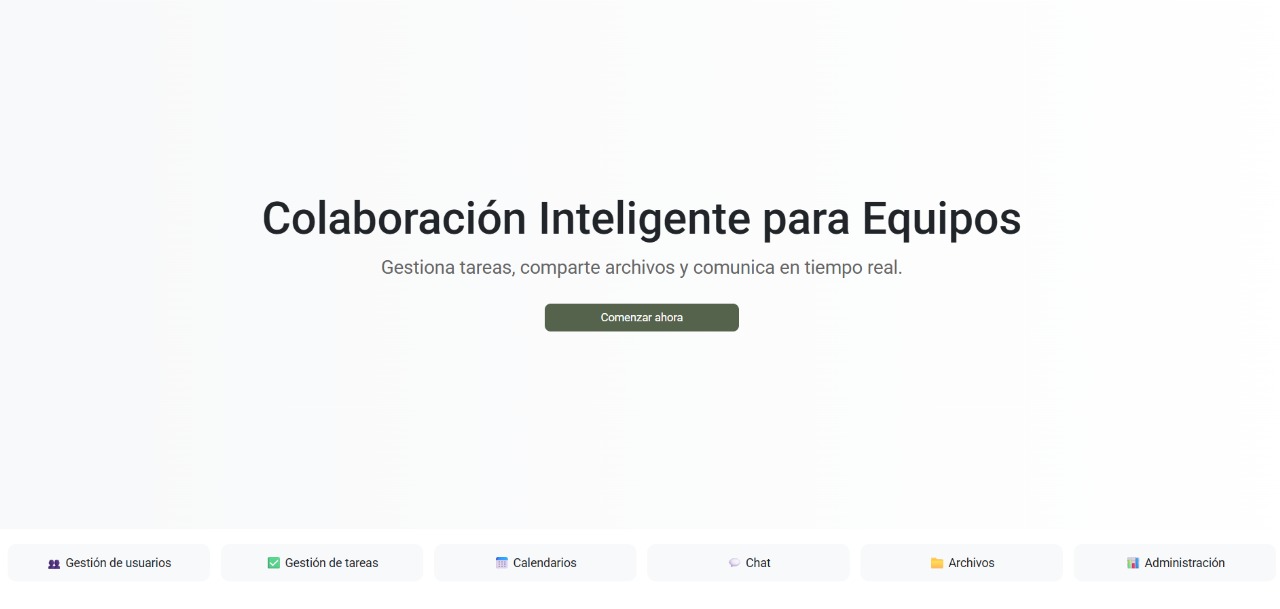 Colaboración Inteligente para Equipos
Gestiona tareas, comparte archivos y comunica en tiempo real.
Comenzar ahora
Gestión de usuarios
Gestión de tareas
Calendarios
Chat
Archivos
Administración